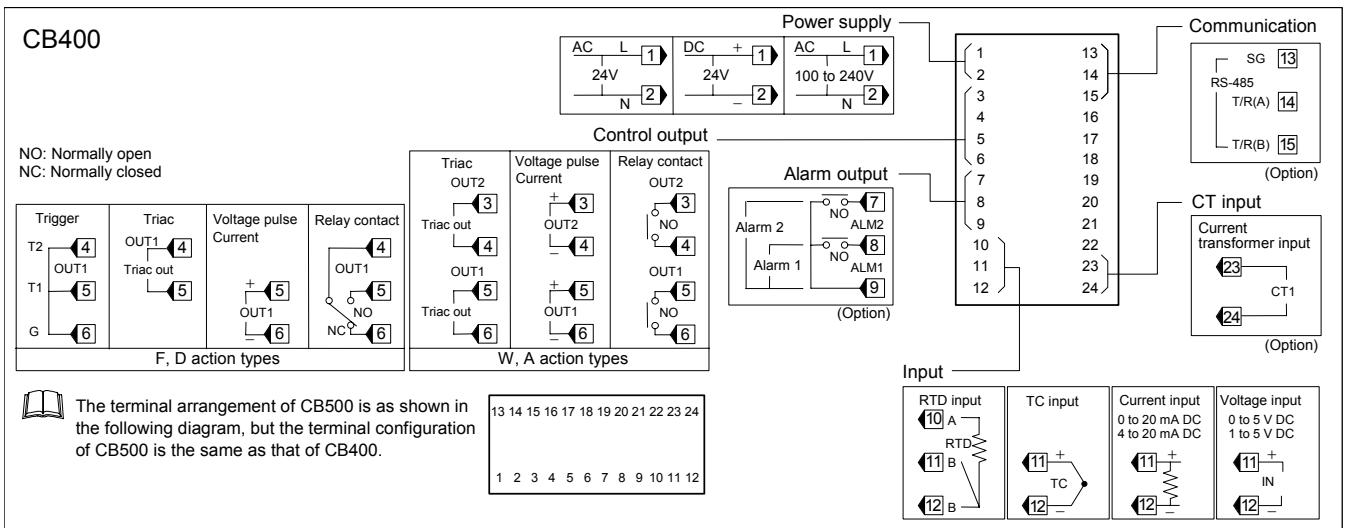 CB400
NO: Normally open
NC: Normally closed
Power supply
AC L 1
24V
N 2
DC + 1
24V
– 2
AC L 1
100 to 240V
N 2
Control output
Alarm output
Communication
CT input
Input
1 13
2 14
3 15
4 16
5 17
6 18
7 19
8 20
9 21
10 22
11 23
12 24
SG 13
RS-485
T/R(A) 14
T/R(B) 15
(Option)
Trigger
T2 4
OUT1
T1 5
G 6
Triac
OUT1 4
Triac out
5
Voltage pulse
Current
+ 5
OUT1
– 6
Relay contact
4
OUT1
5
NO
NC 6
F, D action types
Triac
OUT2
3
Triac out
4
OUT1
5
Triac out
6
Voltage pulse
Current
+ 3
OUT2
– 4
+ 5
OUT1
– 6
Relay contact
OUT2
3
NO
4
OUT1
5
NO
6
W, A action types
7
NO
Alarm 2 ALM2
8
NO
Alarm 1 ALM1
9
(Option)
Current
transformer input
23
CT1
24
(Option)
RTD input
10 A
RTD
11 B
12 B
TC input
11 +
TC
12 –
Current input
0 to 20 mA DC
4 to 20 mA DC
11 +
12 –
Voltage input
0 to 5 V DC
1 to 5 V DC
11 +
IN
12 –
The terminal arrangement of CB500 is as shown in
the following diagram, but the terminal configuration
of CB500 is the same as that of CB400.
13 14 15 16 17 18 19 20 21 22 23 24
1 2 3 4 5 6 7 8 9 10 11 12